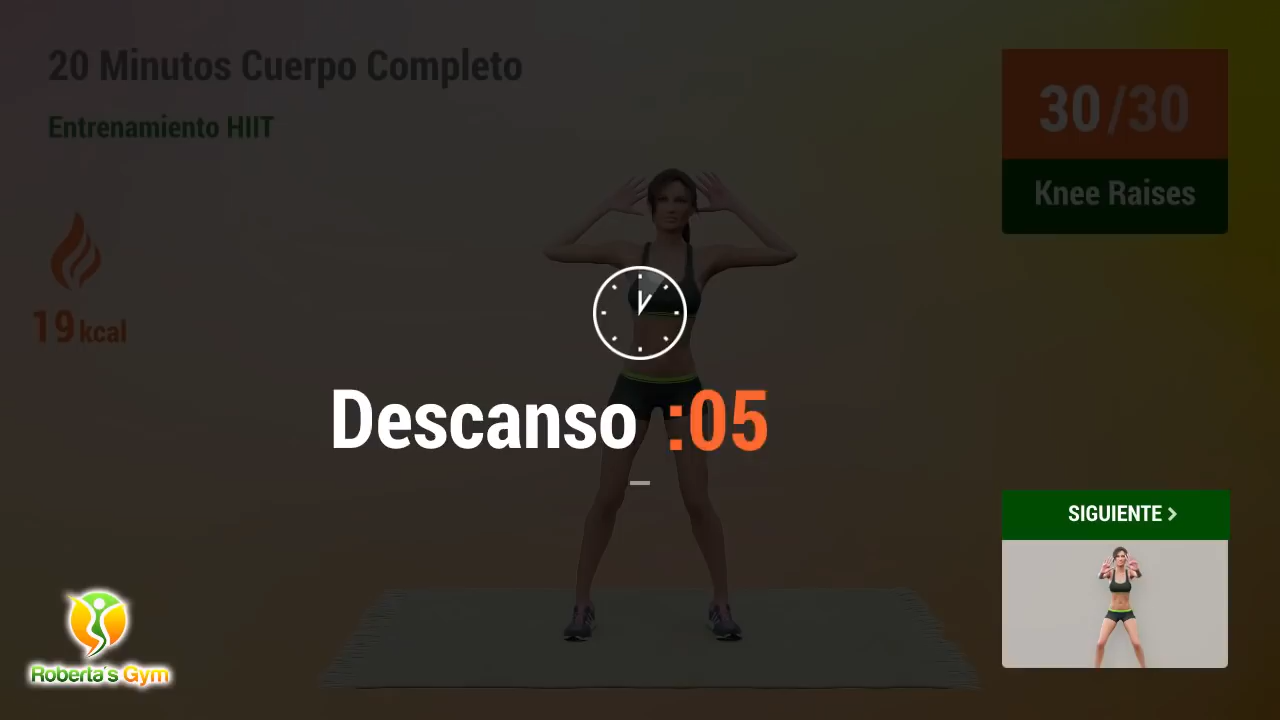 20 Minutos Cuerpo Completo
Entrenamiento HIIT
30/30
Knee Raises
19 kcal
Descanso :05
SIGUIENTE >
Roberta´s Gym